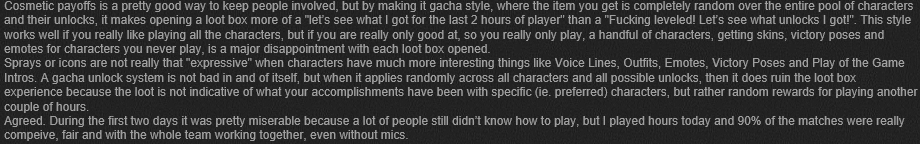 Cosmetic payoffs is a pretty good way to keep people involved, but by making it gacha style, where the item you get is completely random over the entire pool of characters
and their unlocks, it makes opening a loot box more of a "let's see what I got for the last 2 hours of player" than a "Fucking leveled! Let's see what unlocks I got!". This style
works well if you really like playing all the characters, but if you are really only good at, so you really only play, a handful of characters, getting skins, victory poses and
emotes for characters you never play, is a major disappointment with each loot box opened.
Sprays or icons are not really that "expressive" when characters have much more interesting things like Voice Lines, Outfits, Emotes, Victory Poses and Play of the Game
Intros. A gacha unlock system is not bad in and of itself, but when it applies randomly across all characters and all possible unlocks, then it does ruin the loot box
experience because the loot is not indicative of what your accomplishments have been with specific (ie. preferred) characters, but rather random rewards for playing another
couple of hours.
Agreed. During the first two days it was pretty miserable because a lot of people still didn't know how to play, but I played hours today and 90% of the matches were really
compeive, fair and with the whole team working together, even without mics.